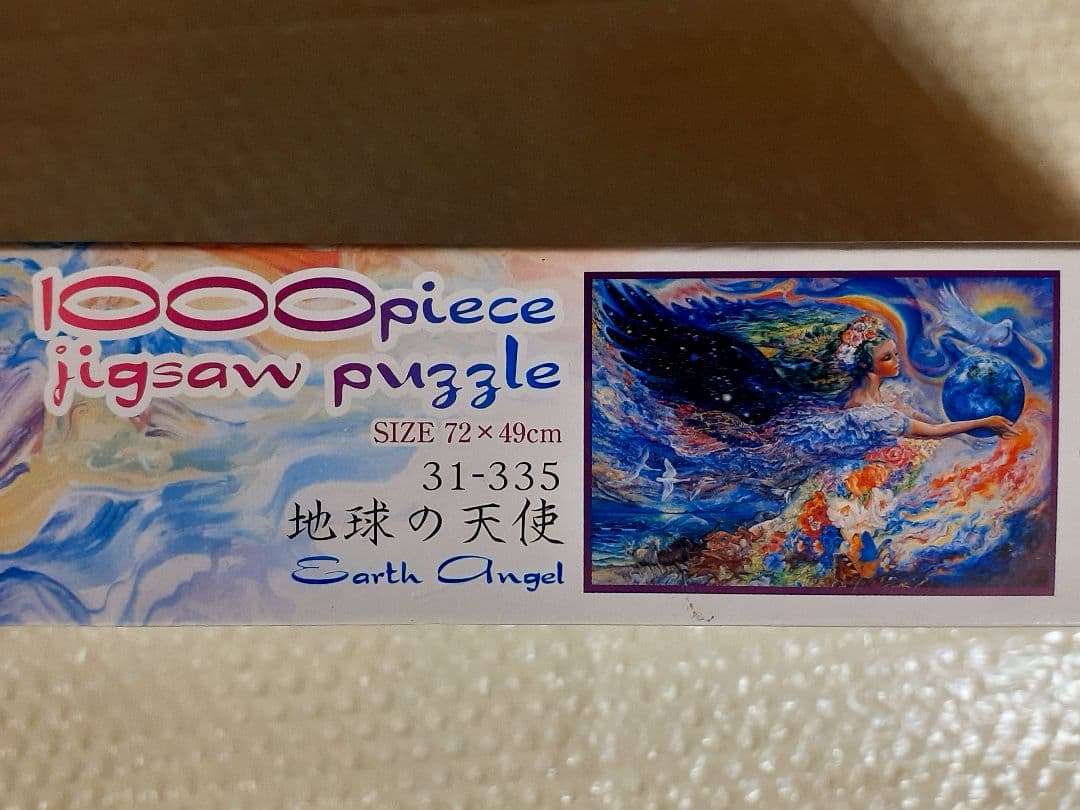 1000piece
jigsaw puzzle
SIZE 72×49cm
31-335
地球の天使
Earth Angel